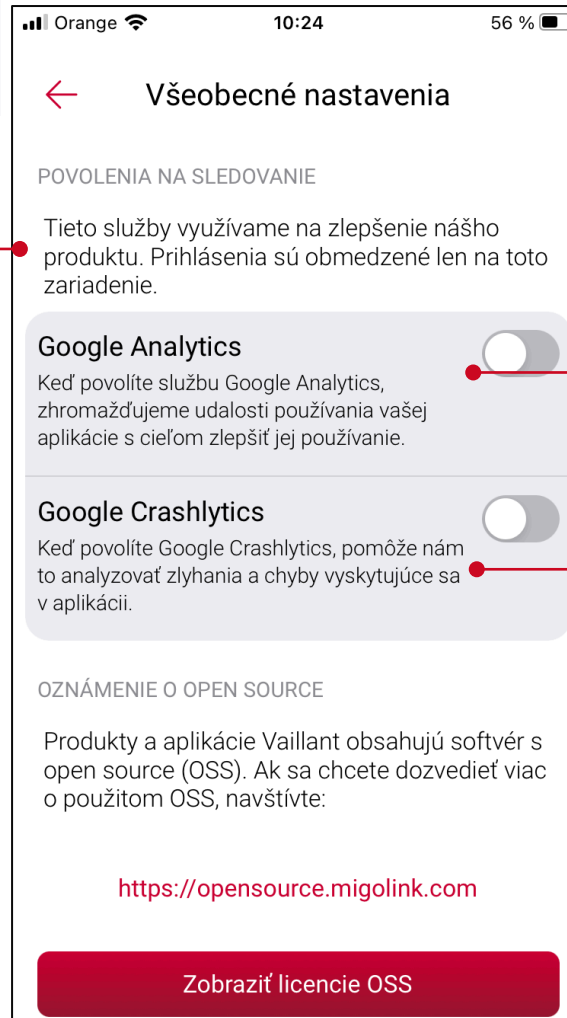 Orange 10:24 56 %
Všeobecné nastavenia
POVOLENIA NA SLEDOVANIE
Tieto služby využívame na zlepšenie nášho
produktu. Prihlásenia sú obmedzené len na toto
zariadenie.
Google Analytics
Keď povolíte službu Google Analytics,
zhromažďujeme udalosti používania vašej
aplikácie s cieľom zlepšiť jej používanie.
Google Crashlytics
Keď povolíte Google Crashlytics, pomôže nám
to analyzovať zlyhania a chyby vyskytujúce sa
v aplikácii.
OZNÁMENIE O OPEN SOURCE
Produkty a aplikácie Vaillant obsahujú softvér s
open source (OSS). Ak sa chcete dozvedieť viac
o použitom OSS, navštívte:
https://opensource.migolink.com
Zobraziť licencie OSS